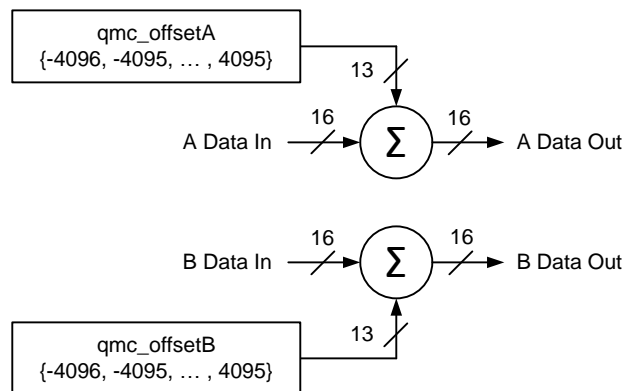 qmc_offsetA
{-4096, -4095, … , 4095}
13
16
16
A Data In
Σ
A Data Out
16
16
B Data In
Σ
B Data Out
13
qmc_offsetB
{-4096, -4095, … , 4095}